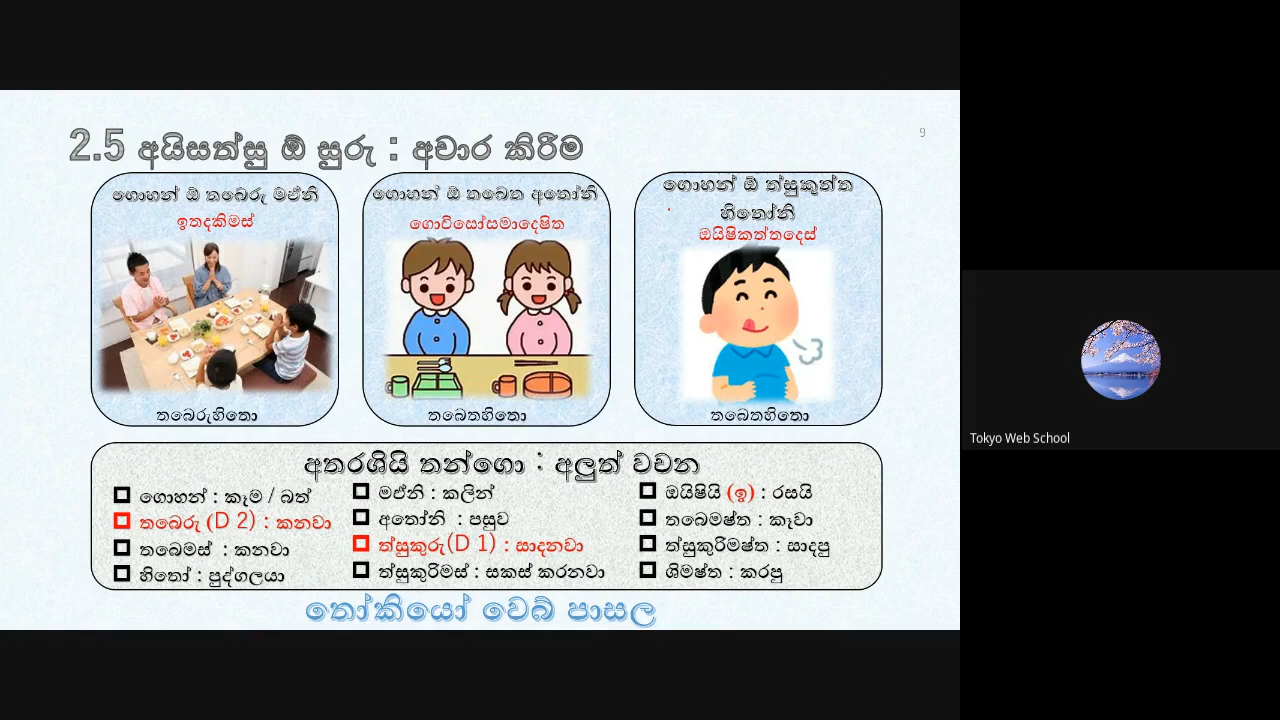 2.5 අයිසත්සු ඕ සුරු : අචාර කිරීම
9
ගොහන් ඕ තබෙරු මඒනි
ඉතදකිමස්
තබෙරුහිතො
ගොහන් ඕ තබෙත අතෝනි
ගොචිසෝසමාදෙෂිත
තබෙතහිතො
ගොහන් ඕ ත්සුකුත්ත
හිතෝනි
ඔයිෂිකත්තදෙස්
තබෙතහිතො
අතරශියි තන්ගො : අලුත් වචන
ගොහන් : කෑම / බත්
තබෙරු (D 2) : කනවා
තබෙමස් : කනවා
හිතෝ : පුද්ගලයා
මඒනි : කලින්
අතෝනි : පසුව
ත්සුකුරු(D 1) : සාදනවා
ත්සුකුරිමස් : සකස් කරනවා
ඔයිෂියි (ඉ) : රසයි
තබෙමෂ්ත : කෑවා
ත්සුකුරිමෂ්ත : සාදපු
ශිමෂ්ත : කරපු
තෝකියෝ වෙබ් පාසල
Tokyo Web School